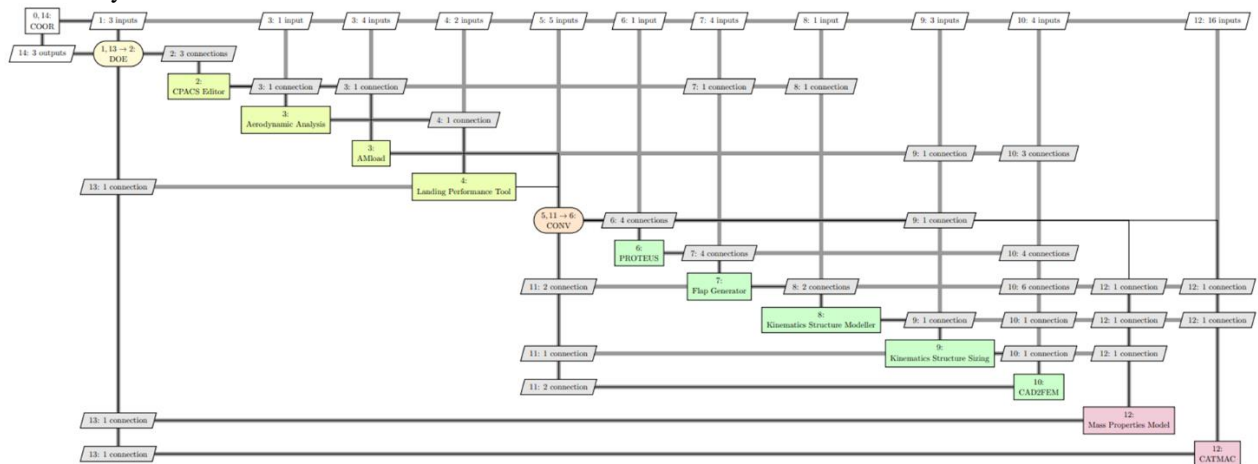 0, 14:
COOR
1: 3 inputs
3: 1 input
3: 4 inputs
4: 2 inputs
5: 5 inputs
6: 1 input
7: 4 inputs
8: 1 input
9: 3 inputs
10: 4 inputs
12: 16 inputs
14: 3 outputs
1, 13 → 2:
DOE
2: 3 connections
2:
CPACS Editor
3: 1 connection
3: 1 connection
7: 1 connection
8: 1 connection
3:
Aerodynamic Analysis
4: 1 connection
3:
AMload
9: 1 connection
10: 3 connections
13: 1 connection
4:
Landing Performance Tool
5, 11 → 6:
CONV
6: 4 connections
9: 1 connection
6:
PROTEUS
7: 4 connections
10: 4 connections
11: 2 connection
7:
Flap Generator
8: 2 connections
10: 6 connections
12: 1 connection
12: 1 connection
8:
Kinematics Structure Modeller
9: 1 connection
10: 1 connection
12: 1 connection
12: 1 connection
11: 1 connection
9:
Kinematics Structure Sizing
10: 1 connection
12: 1 connection
11: 2 connection
10:
CAD2FEM
13: 1 connection
12:
Mass Properties Model
13: 1 connection
12:
CATMAC